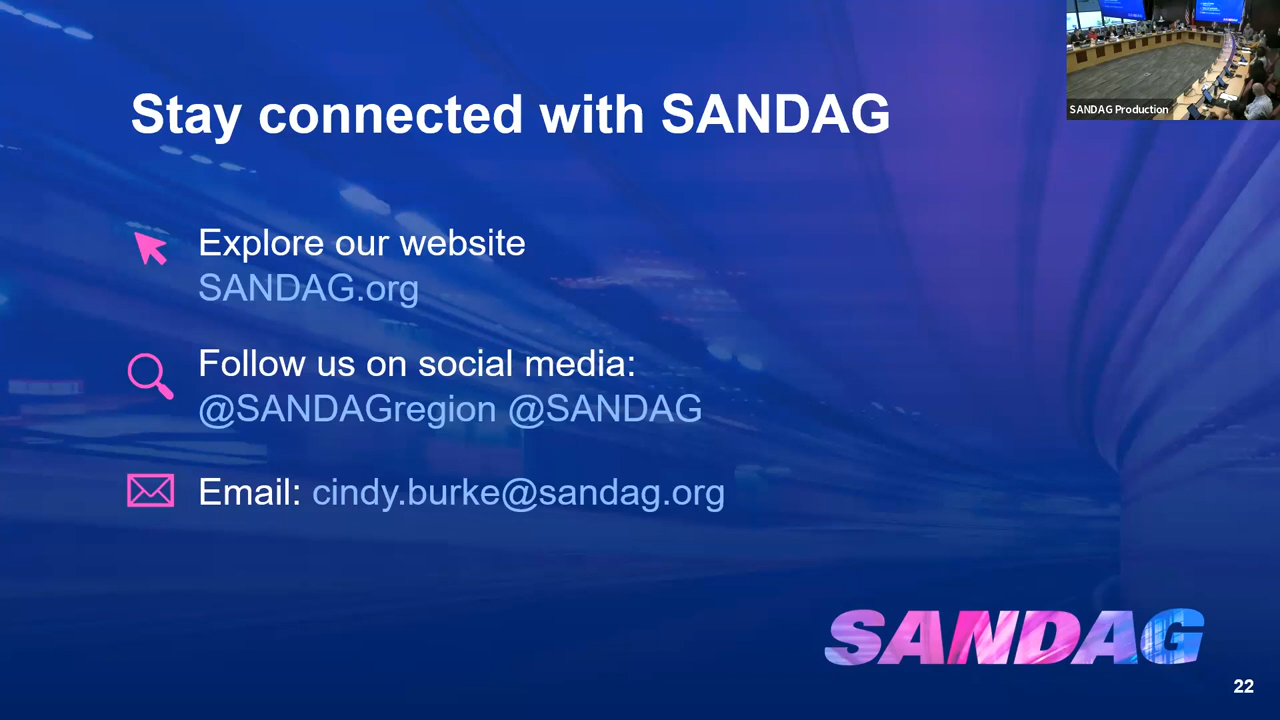 Stay connected with SANDAG
SANDAG Production
Explore our website
SANDAG.org
Follow us on social media:
@SANDAGregion @SANDAG
Email: cindy.burke@sandag.org
SANDAG
22